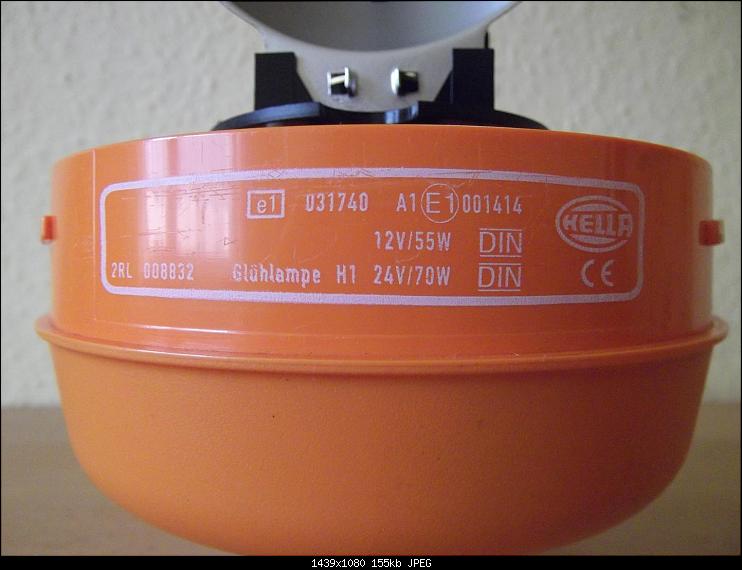 e1 031740 A1 E1 001414
HELLA
12V/55W DIN
2RL 008832 Glühlampe H1 24V/70W DIN
CE
1439x1080 155kb JPEG